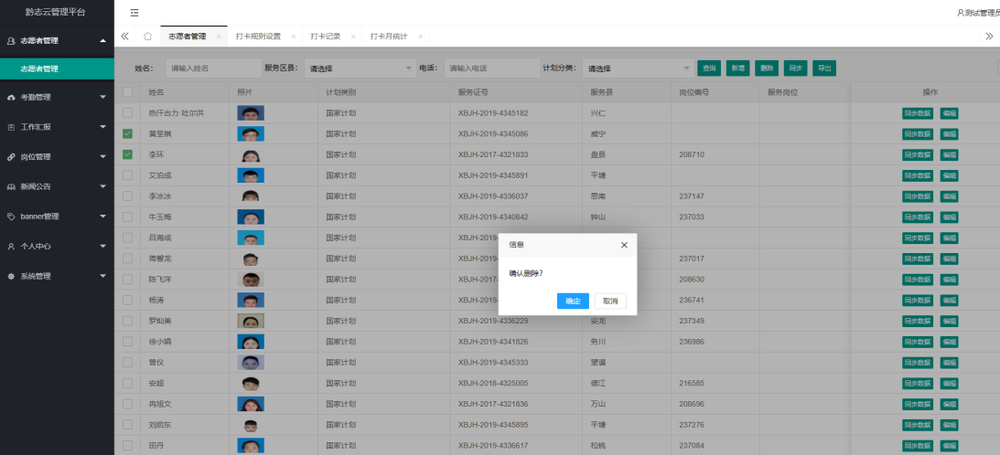 黔志云管理平台
测试管理员
志愿者管理
志愿者管理
考勤管理
工作汇报
岗位管理
新闻公告
banner管理
个人中心
系统管理
志愿者管理 × 打卡规则设置 × 打卡记录 × 打卡月统计 ×
姓名: 请输入姓名 服务区县: 请选择 电话: 请输入电话 计划分类: 请选择 查询 新增 删除 同步 导出
姓名 照片 计划类别 服务证号 服务县 岗位编号 服务岗位 操作
热汗古力·吐尔洪 国家计划 XBJH-2019-4345182 兴仁 同步数据 编辑
国家计划 XBJH-2019-4345086 威宁 同步数据 编辑
李环 国家计划 XBJH-2017-4321833 盘县 208710 同步数据 编辑
艾泊成 国家计划 XBJH-2019-4345891 平塘 同步数据 编辑
李冰冰 国家计划 XBJH-2019-4336037 思南 237147 同步数据 编辑
牛玉梅 国家计划 XBJH-2019-4340842 钟山 237033 同步数据 编辑
吕海成 国家计划 XBJH-2019 同步数据 编辑
国家计划 XBJH-2019- 237017 同步数据 编辑
陈飞洋 国家计划 XBJH-2017- 208630 同步数据 编辑
杨涛 国家计划 XBJH-2019- 236741 同步数据 编辑
罗灿美 国家计划 XBJH-2019-4336229 安龙 237349 同步数据 编辑
徐小娟 国家计划 XBJH-2019-4341826 务川 236986 同步数据 编辑
曾仪 国家计划 XBJH-2019-4345333 望谟 同步数据 编辑
安超 国家计划 XBJH-2018-4325005 德江 216585 同步数据 编辑
冉旭文 国家计划 XBJH-2017-4321836 万山 208696 同步数据 编辑
刘启东 国家计划 XBJH-2019-4345895 平塘 237276 同步数据 编辑
田丹 国家计划 XBJH-2019-4336617 松桃 237084 同步数据 编辑
信息
确认删除?
确定 取消